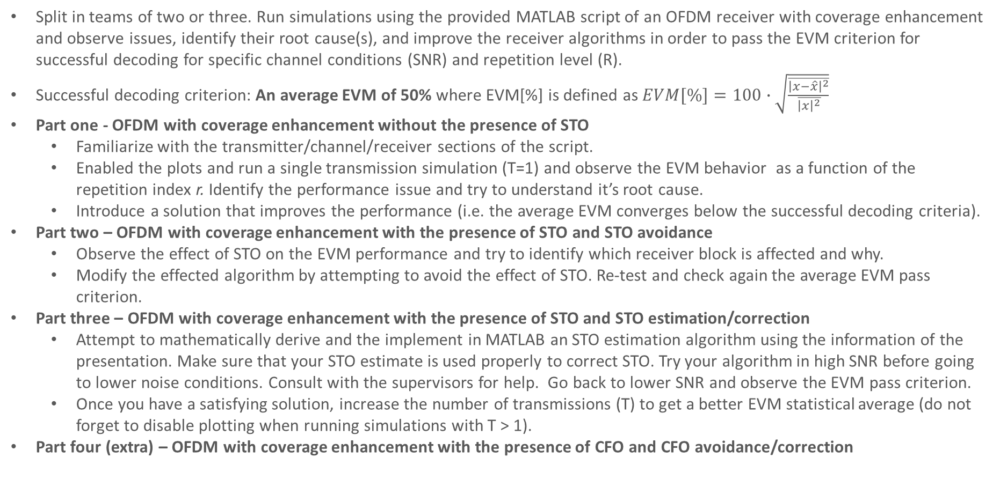 • Split in teams of two or three. Run simulations using the provided MATLAB script of an OFDM receiver with coverage enhancement
and observe issues, identify their root cause(s), and improve the receiver algorithms in order to pass the EVM criterion for
successful decoding for specific channel conditions (SNR) and repetition level (R).
• Successful decoding criterion: An average EVM of 50% where EVM[%] is defined as $EVM[\%] = 100 \cdot \sqrt{\frac{\overline{|x-\hat{x}|^2}}{\overline{|x|^2}}}$
• Part one - OFDM with coverage enhancement without the presence of STO
• Familiarize with the transmitter/channel/receiver sections of the script.
• Enabled the plots and run a single transmission simulation (T=1) and observe the EVM behavior as a function of the
repetition index r. Identify the performance issue and try to understand it's root cause.
• Introduce a solution that improves the performance (i.e. the average EVM converges below the successful decoding criteria).
• Part two – OFDM with coverage enhancement with the presence of STO and STO avoidance
• Observe the effect of STO on the EVM performance and try to identify which receiver block is affected and why.
• Modify the effected algorithm by attempting to avoid the effect of STO. Re-test and check again the average EVM pass
criterion.
• Part three – OFDM with coverage enhancement with the presence of STO and STO estimation/correction
• Attempt to mathematically derive and the implement in MATLAB an STO estimation algorithm using the information of the
presentation. Make sure that your STO estimate is used properly to correct STO. Try your algorithm in high SNR before going
to lower noise conditions. Consult with the supervisors for help. Go back to lower SNR and observe the EVM pass criterion.
• Once you have a satisfying solution, increase the number of transmissions (T) to get a better EVM statistical average (do not
forget to disable plotting when running simulations with T > 1).
• Part four (extra) – OFDM with coverage enhancement with the presence of CFO and CFO avoidance/correction